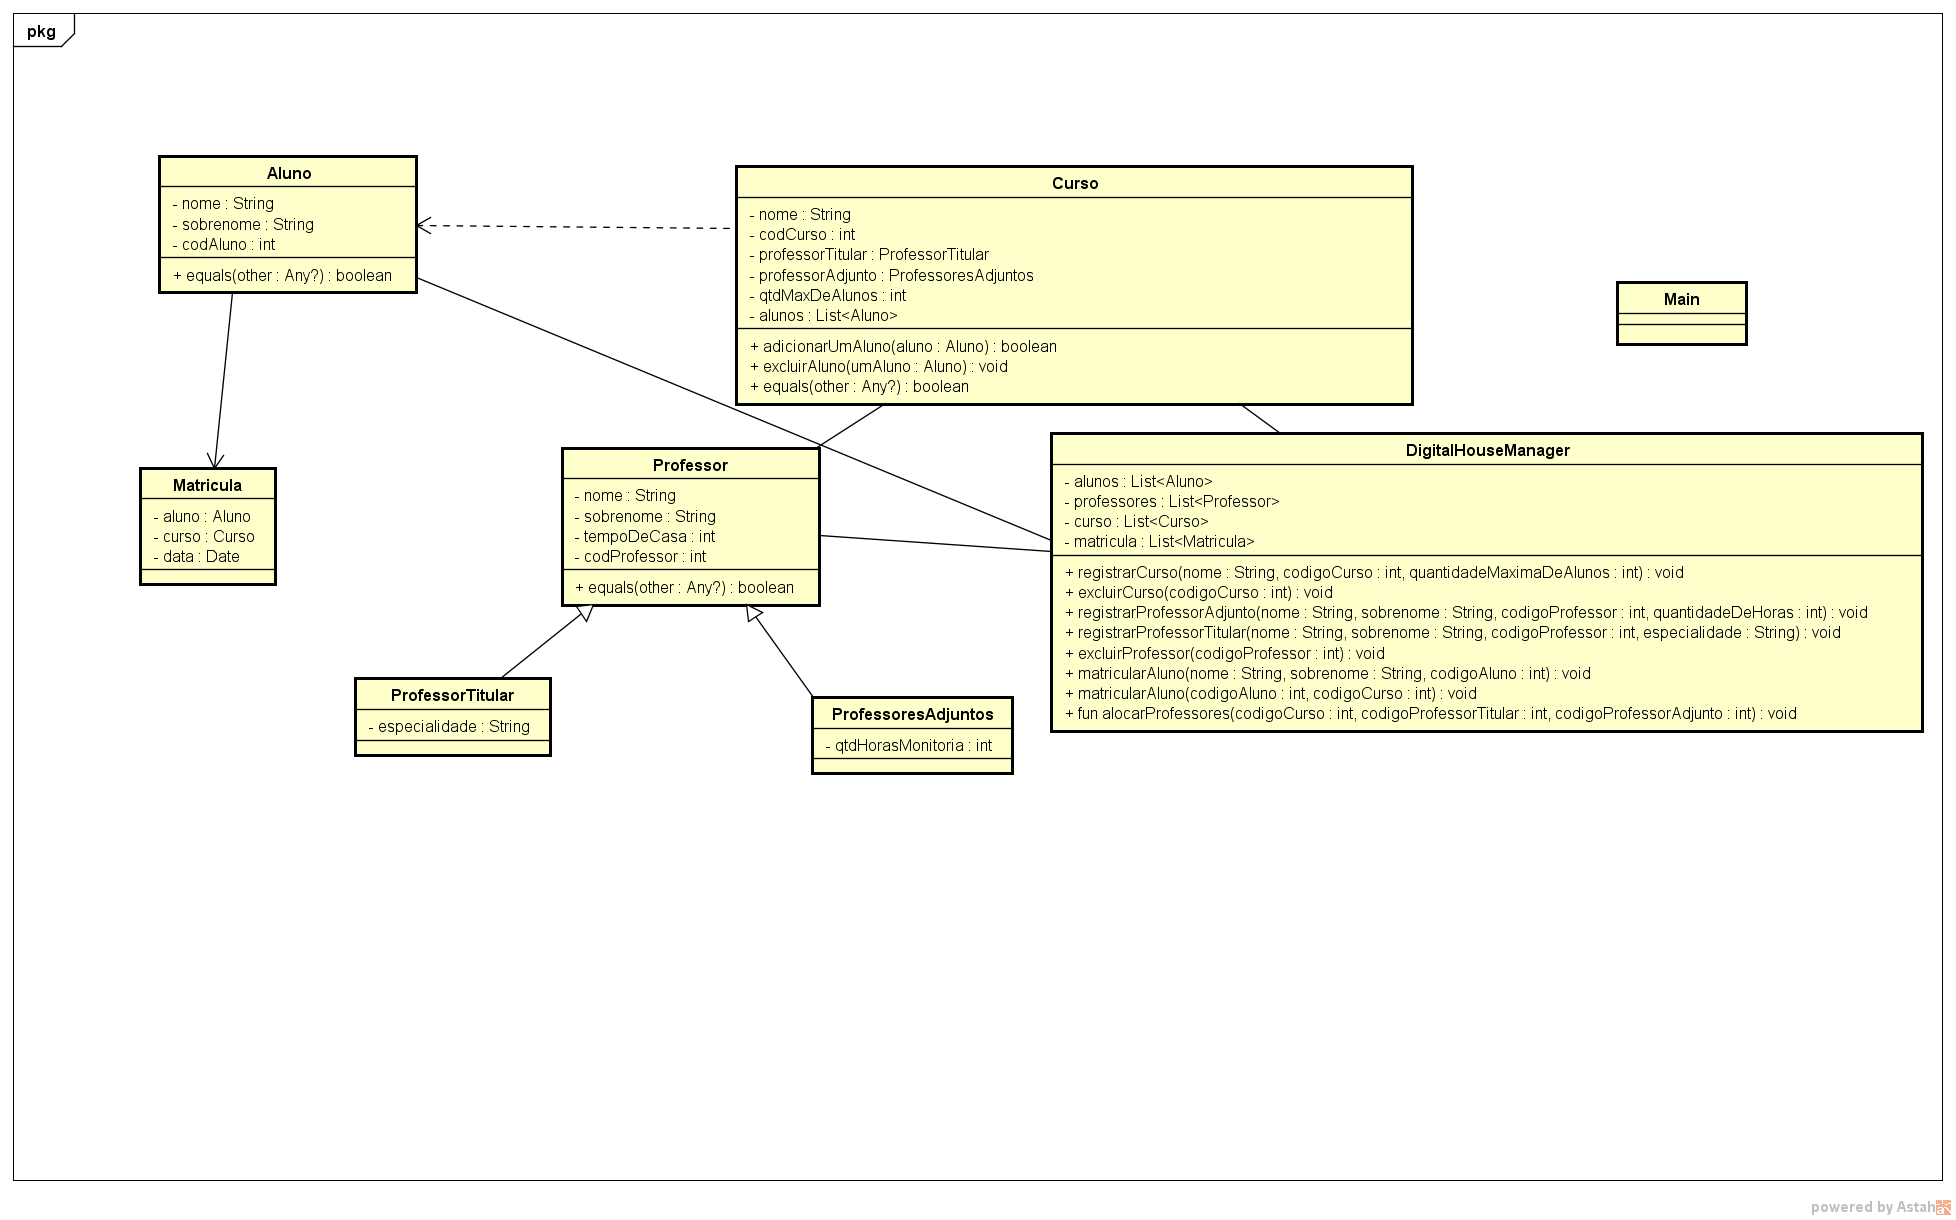 pkg
Aluno
- nome : String
- sobrenome : String
- codAluno : int
+ equals(other : Any?) : boolean
Curso
- nome : String
- codCurso : int
- professorTitular : ProfessorTitular
- professorAdjunto : ProfessoresAdjuntos
- qtdMaxDeAlunos : int
- alunos : List<Aluno>
+ adicionarUmAluno(aluno : Aluno) : boolean
+ excluirAluno(umAluno : Aluno) : void
+ equals(other : Any?) : boolean
Main
Matricula
- aluno : Aluno
- curso : Curso
- data : Date
Professor
- nome : String
- sobrenome : String
- tempoDeCasa : int
- codProfessor : int
+ equals(other : Any?) : boolean
DigitalHouseManager
- alunos : List<Aluno>
- professores : List<Professor>
- curso : List<Curso>
- matricula : List<Matricula>
+ registrarCurso(nome : String, codigoCurso : int, quantidadeMaximaDeAlunos : int) : void
+ excluirCurso(codigoCurso : int) : void
+ registrarProfessorAdjunto(nome : String, sobrenome : String, codigoProfessor : int, quantidadeDeHoras : int) : void
+ registrarProfessorTitular(nome : String, sobrenome : String, codigoProfessor : int, especialidade : String) : void
+ excluirProfessor(codigoProfessor : int) : void
+ matricularAluno(nome : String, sobrenome : String, codigoAluno : int) : void
+ matricularAluno(codigoAluno : int, codigoCurso : int) : void
+ fun alocarProfessores(codigoCurso : int, codigoProfessorTitular : int, codigoProfessorAdjunto : int) : void
ProfessorTitular
- especialidade : String
ProfessoresAdjuntos
- qtdHorasMonitoria : int
powered by Astah